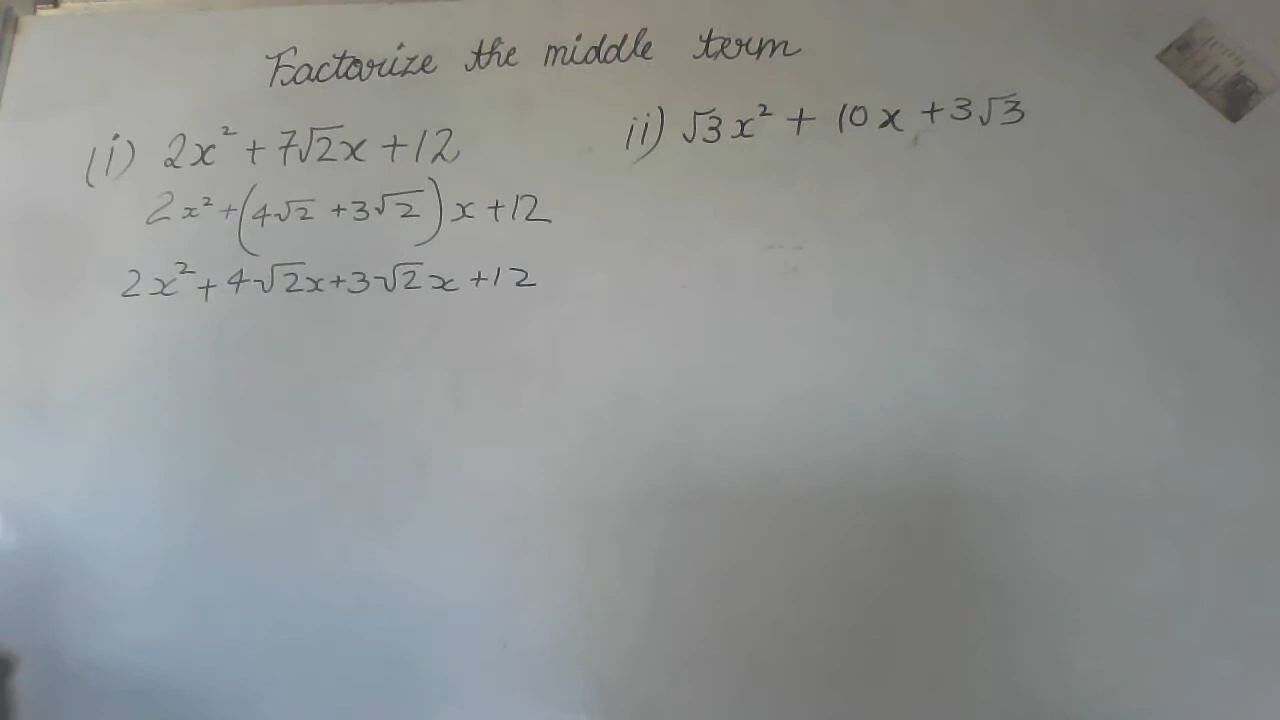 Factorize the middle term
(i) 2x² + 7√2x + 12
2x² + (4√2 + 3√2)x + 12
2x² + 4√2x + 3√2x + 12
ii) √3x² + 10x + 3√3